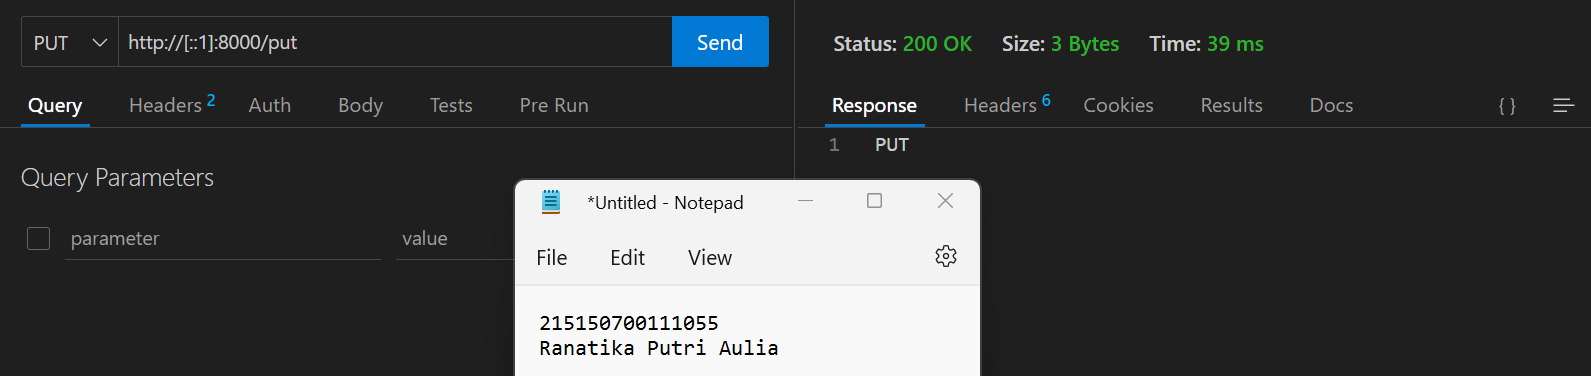 PUT http://[::1]:8000/put Send
Query Headers 2 Auth Body Tests Pre Run
Query Parameters
parameter value
Status: 200 OK Size: 3 Bytes Time: 39 ms
Response Headers 6 Cookies Results Docs { }
1 PUT
*Untitled - Notepad
File Edit View
215150700111055
Ranatika Putri Aulia